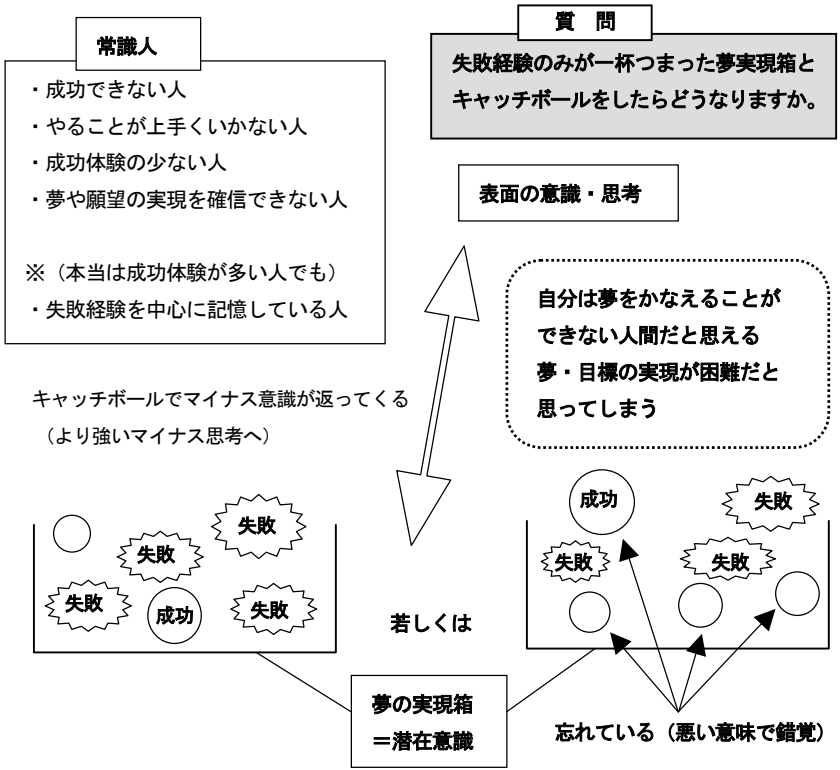 常識人
・成功できない人
・やることが上手くいかない人
・成功体験の少ない人
・夢や願望の実現を確信できない人
※（本当は成功体験が多い人でも）
・失敗経験を中心に記憶している人
質　問
失敗経験のみが一杯つまった夢実現箱と
キャッチボールをしたらどうなりますか。
表面の意識・思考
自分は夢をかなえることが
できない人間だと思える
夢・目標の実現が困難だと
思ってしまう
キャッチボールでマイナス意識が返ってくる
（より強いマイナス思考へ）
失敗
失敗
失敗
成功
失敗
若しくは
成功
失敗
失敗
失敗
夢の実現箱
＝潜在意識
忘れている（悪い意味で錯覚）